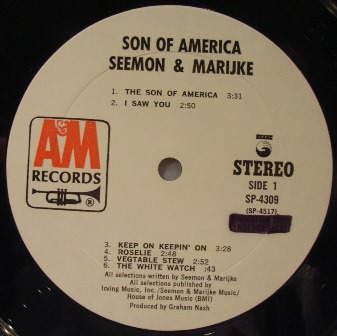 SON OF AMERICA
SEEMON & MARIJKE
1. THE SON OF AMERICA 3:31
2. I SAW YOU 2:50
A&M
RECORDS
®
STEREO
SIDE 1
SP-4309
(SP-4517)
3. KEEP ON KEEPIN' ON 3:28
4. ROSELIE 2:48
5. VEGTABLE STEW 2:52
6. THE WHITE WATCH :43
All selections written by Seemon & Marijke
All selections published by
Irving Music, Inc./Seemon & Marijke Music/
House of Jones Music (BMI)
Produced by Graham Nash